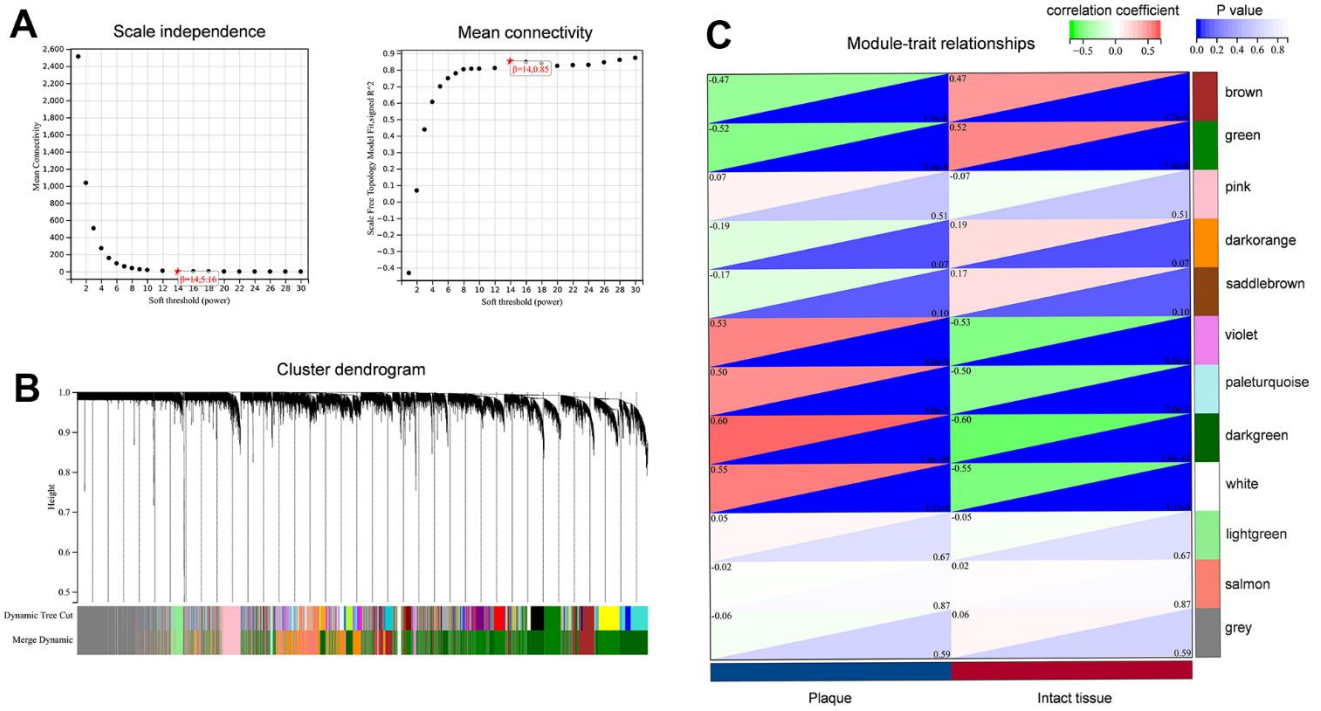 A
Scale independence
2,600
2,400
2,200
2,000
1,800
1,600
1,400
1,200
1,000
800
600
400
200
0
Mean Connectivity
β=14,5.16
2 4 6 8 10 12 14 16 18 20 22 24 26 28 30
Soft threshold (power)
Mean connectivity
0.9
0.8
0.7
0.6
0.5
0.4
0.3
0.2
0.1
0.0
−0.1
−0.2
−0.3
−0.4
Scale Free Topology Model Fit,signed R^2
β=14,0.85
2 4 6 8 10 12 14 16 18 20 22 24 26 28 30
Soft threshold (power)
B
Cluster dendrogram
1.0
0.9
0.8
0.7
0.6
0.5
Height
Dynamic Tree Cut
Merge Dynamic
C
Module-trait relationships
correlation coefficient
−0.5 0.0 0.5
P value
0.0 0.2 0.4 0.6 0.8
-0.47 0.47 brown
-0.52 0.52 green
0.07 0.51 -0.07 0.51 pink
-0.19 0.07 0.19 0.07 darkorange
-0.17 0.10 0.17 0.10 saddlebrown
0.53 -0.53 violet
0.50 -0.50 paleturquoise
0.60 -0.60 darkgreen
0.55 -0.55 white
0.05 0.67 -0.05 0.67 lightgreen
-0.02 0.87 0.02 0.87 salmon
-0.06 0.59 0.06 0.59 grey
Plaque
Intact tissue